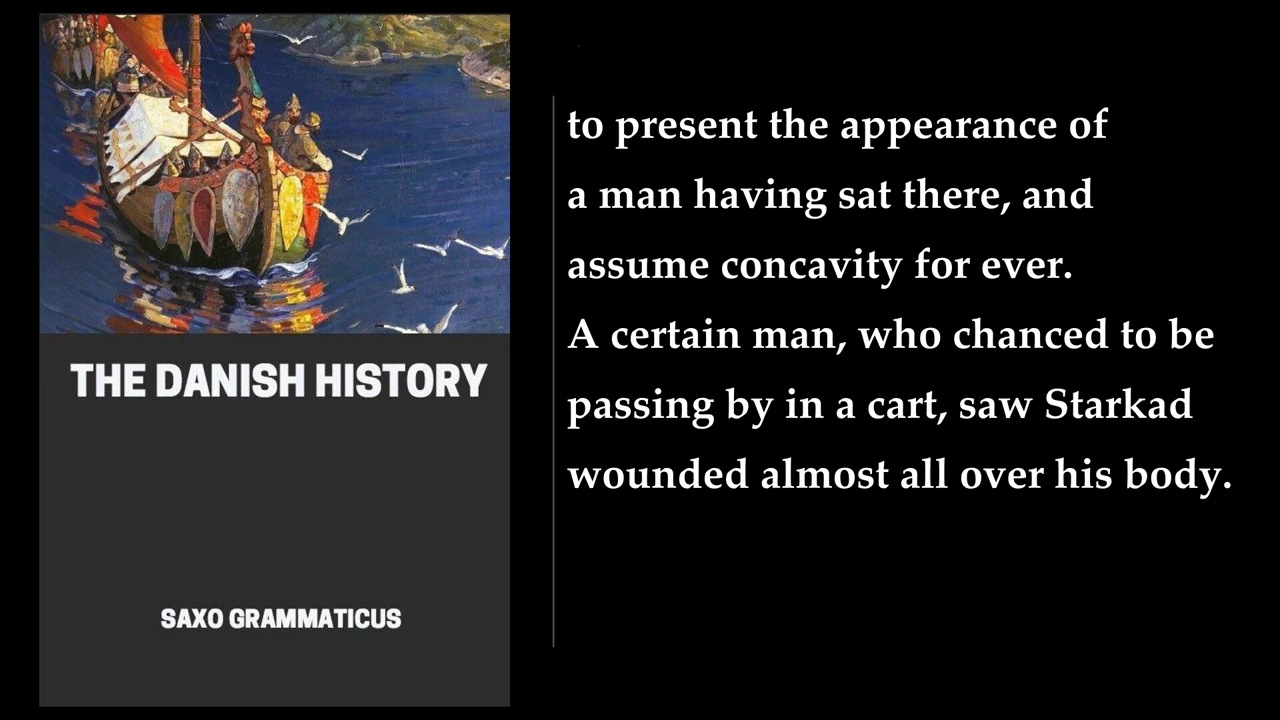 THE DANISH HISTORY
SAXO GRAMMATICUS
to present the appearance of
a man having sat there, and
assume concavity for ever.
A certain man, who chanced to be
passing by in a cart, saw Starkad
wounded almost all over his body.